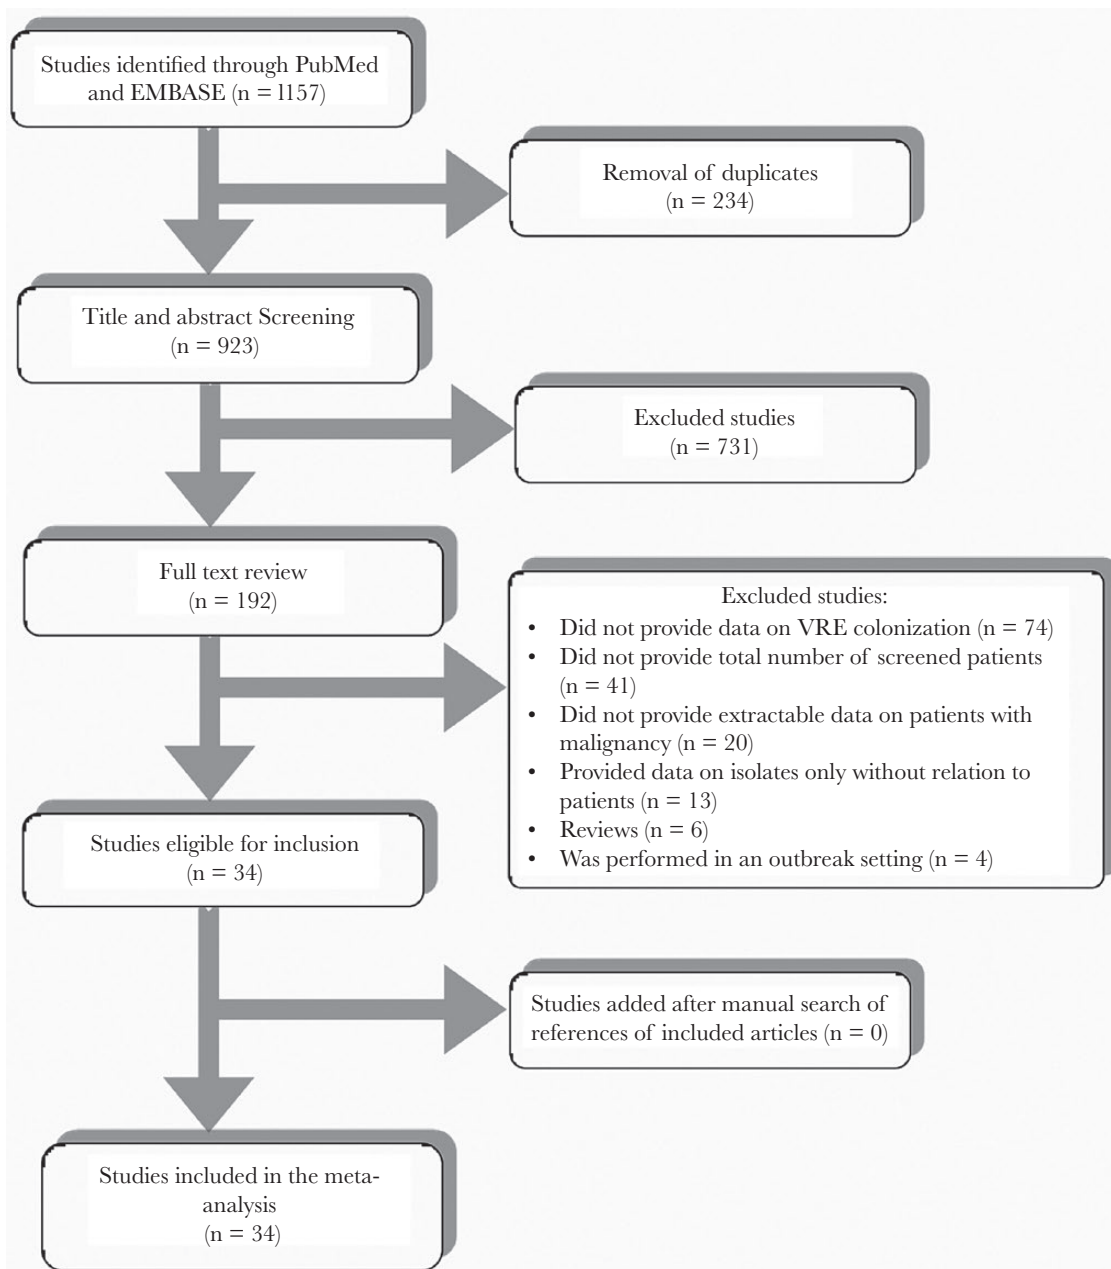 Studies identified through PubMed
and EMBASE (n = 1157)
Removal of duplicates
(n = 234)
Title and abstract Screening
(n = 923)
Excluded studies
(n = 731)
Full text review
(n = 192)
Excluded studies:
• Did not provide data on VRE colonization (n = 74)
• Did not provide total number of screened patients
(n = 41)
• Did not provide extractable data on patients with
malignancy (n = 20)
• Provided data on isolates only without relation to
patients (n = 13)
• Reviews (n = 6)
• Was performed in an outbreak setting (n = 4)
Studies eligible for inclusion
(n = 34)
Studies added after manual search of
references of included articles (n = 0)
Studies included in the meta-
analysis
(n = 34)